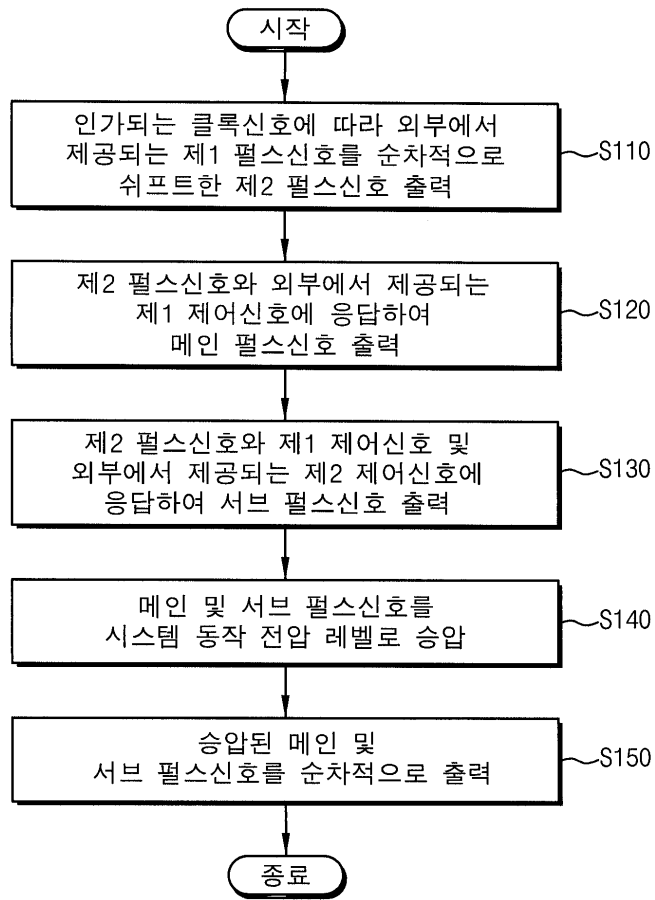 시작
인가되는 클록신호에 따라 외부에서
제공되는 제1 펄스신호를 순차적으로
쉬프트한 제2 펄스신호 출력
S110
제2 펄스신호와 외부에서 제공되는
제1 제어신호에 응답하여
메인 펄스신호 출력
S120
제2 펄스신호와 제1 제어신호 및
외부에서 제공되는 제2 제어신호에
응답하여 서브 펄스신호 출력
S130
메인 및 서브 펄스신호를
시스템 동작 전압 레벨로 승압
S140
승압된 메인 및
서브 펄스신호를 순차적으로 출력
S150
종료